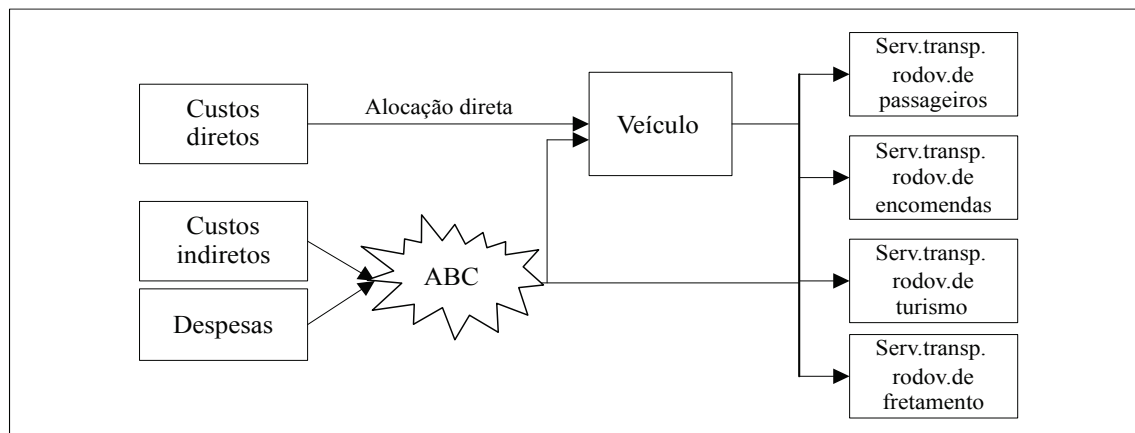 Custos
diretos
Alocação direta
Veículo
Custos
indiretos
Despesas
ABC
Serv.transp.
rodov.de
passageiros
Serv.transp.
rodov.de
encomendas
Serv.transp.
rodov.de
turismo
Serv.transp.
rodov.de
fretamento